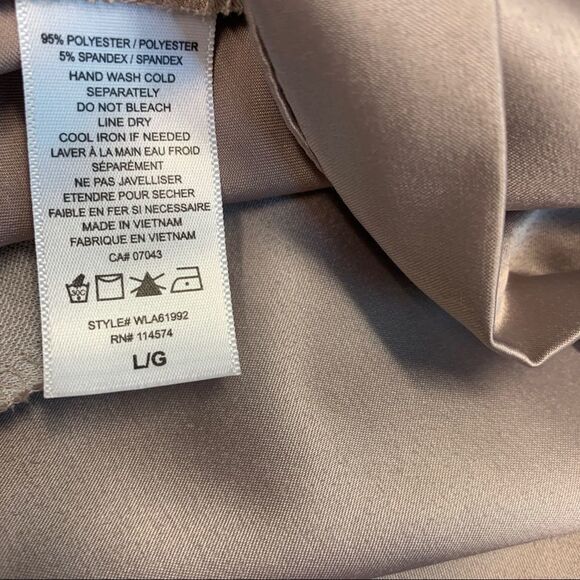 95% POLYESTER / POLYESTER
5% SPANDEX / SPANDEX
HAND WASH COLD
SEPARATELY
DO NOT BLEACH
LINE DRY
COOL IRON IF NEEDED
LAVER À LA MAIN EAU FROID
SÉPARÉMENT
NE PAS JAVELLISER
ETENDRE POUR SECHER
FAIBLE EN FER SI NECESSAIRE
MADE IN VIETNAM
FABRIQUE EN VIETNAM
CA# 07043
STYLE# WLA61992
RN# 114574
L/G